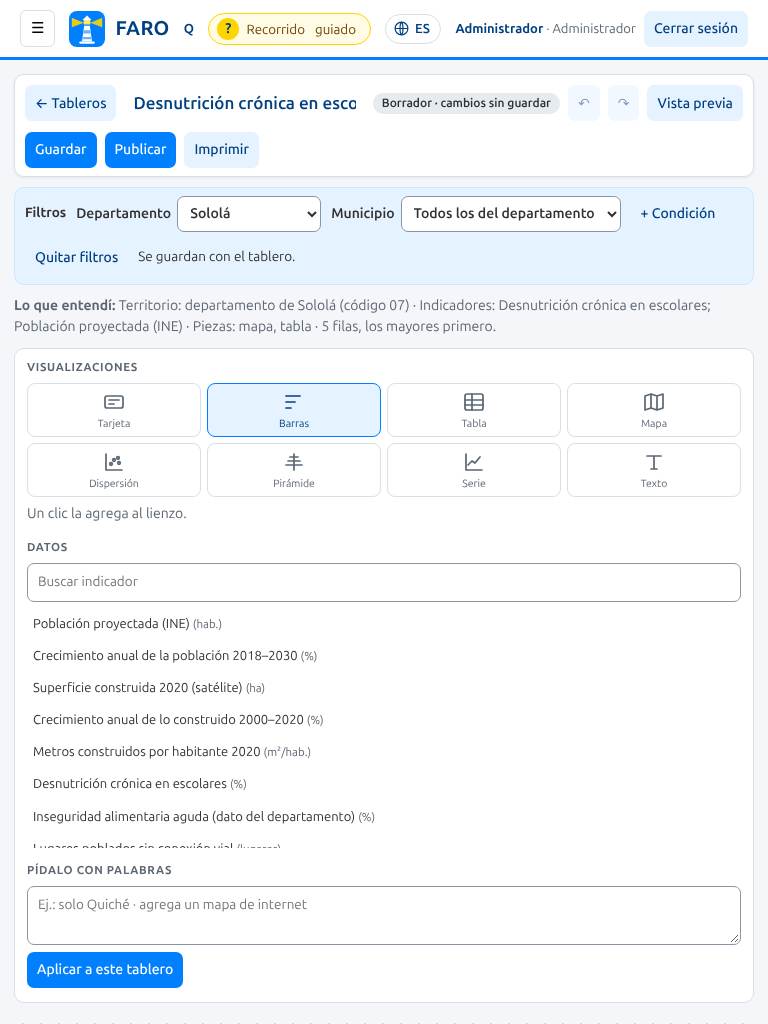 ☰ FARO Q ? Recorrido guiado ES Administrador · Administrador Cerrar sesión
← Tableros Desnutrición crónica en esco Borrador · cambios sin guardar ↶ ↷ Vista previa
Guardar Publicar Imprimir
Filtros Departamento Sololá Municipio Todos los del departamento + Condición
Quitar filtros Se guardan con el tablero.
Lo que entendí: Territorio: departamento de Sololá (código 07) · Indicadores: Desnutrición crónica en escolares;
Población proyectada (INE) · Piezas: mapa, tabla · 5 filas, los mayores primero.
VISUALIZACIONES
Tarjeta Barras Tabla Mapa
Dispersión Pirámide Serie Texto
Un clic la agrega al lienzo.
DATOS
Buscar indicador
Población proyectada (INE) (hab.)
Crecimiento anual de la población 2018–2030 (%)
Superficie construida 2020 (satélite) (ha)
Crecimiento anual de lo construido 2000–2020 (%)
Metros construidos por habitante 2020 (m²/hab.)
Desnutrición crónica en escolares (%)
Inseguridad alimentaria aguda (dato del departamento) (%)
Lugares poblados sin conexión vial (lugares)
PÍDALO CON PALABRAS
Ej.: solo Quiché · agrega un mapa de internet
Aplicar a este tablero